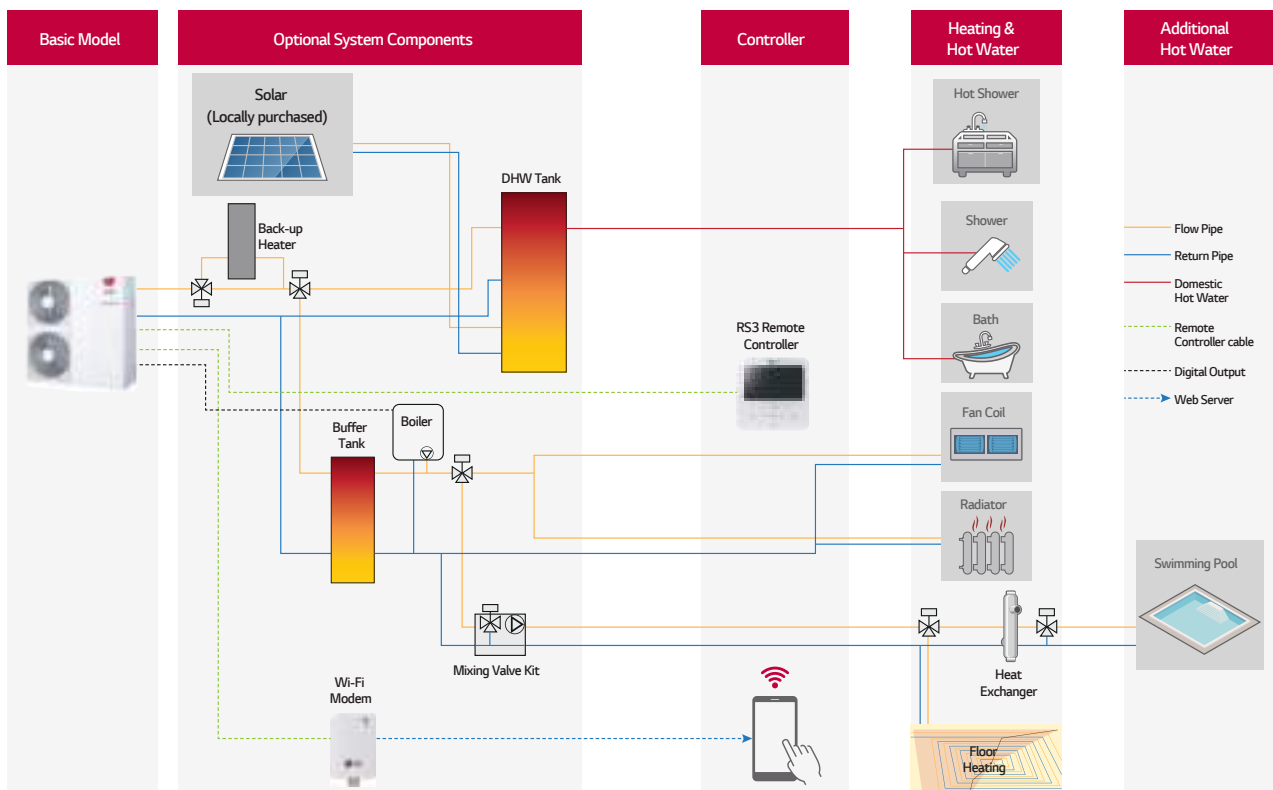 Basic Model
Optional System Components
Controller
Heating &
Hot Water
Additional
Hot Water
Solar
(Locally purchased)
Back-up
Heater
DHW Tank
Buffer
Tank
Boiler
Mixing Valve Kit
Wi-Fi
Modem
RS3 Remote
Controller
Hot Shower
Shower
Bath
Fan Coil
Radiator
Heat
Exchanger
Floor
Heating
Flow Pipe
Return Pipe
Domestic
Hot Water
Remote
Controller cable
Digital Output
Web Server
Swimming Pool